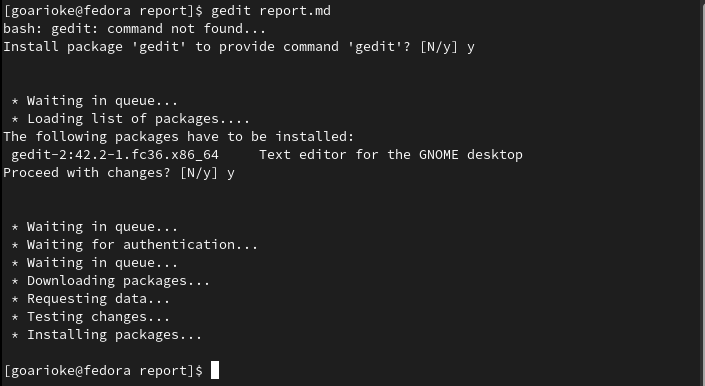 [goarioke@fedora report]$ gedit report.md
bash: gedit: command not found...
Install package 'gedit' to provide command 'gedit'? [N/y] y
* Waiting in queue...
* Loading list of packages....
The following packages have to be installed:
gedit-2:42.2-1.fc36.x86_64     Text editor for the GNOME desktop
Proceed with changes? [N/y] y
* Waiting in queue...
* Waiting for authentication...
* Waiting in queue...
* Downloading packages...
* Requesting data...
* Testing changes...
* Installing packages...
[goarioke@fedora report]$